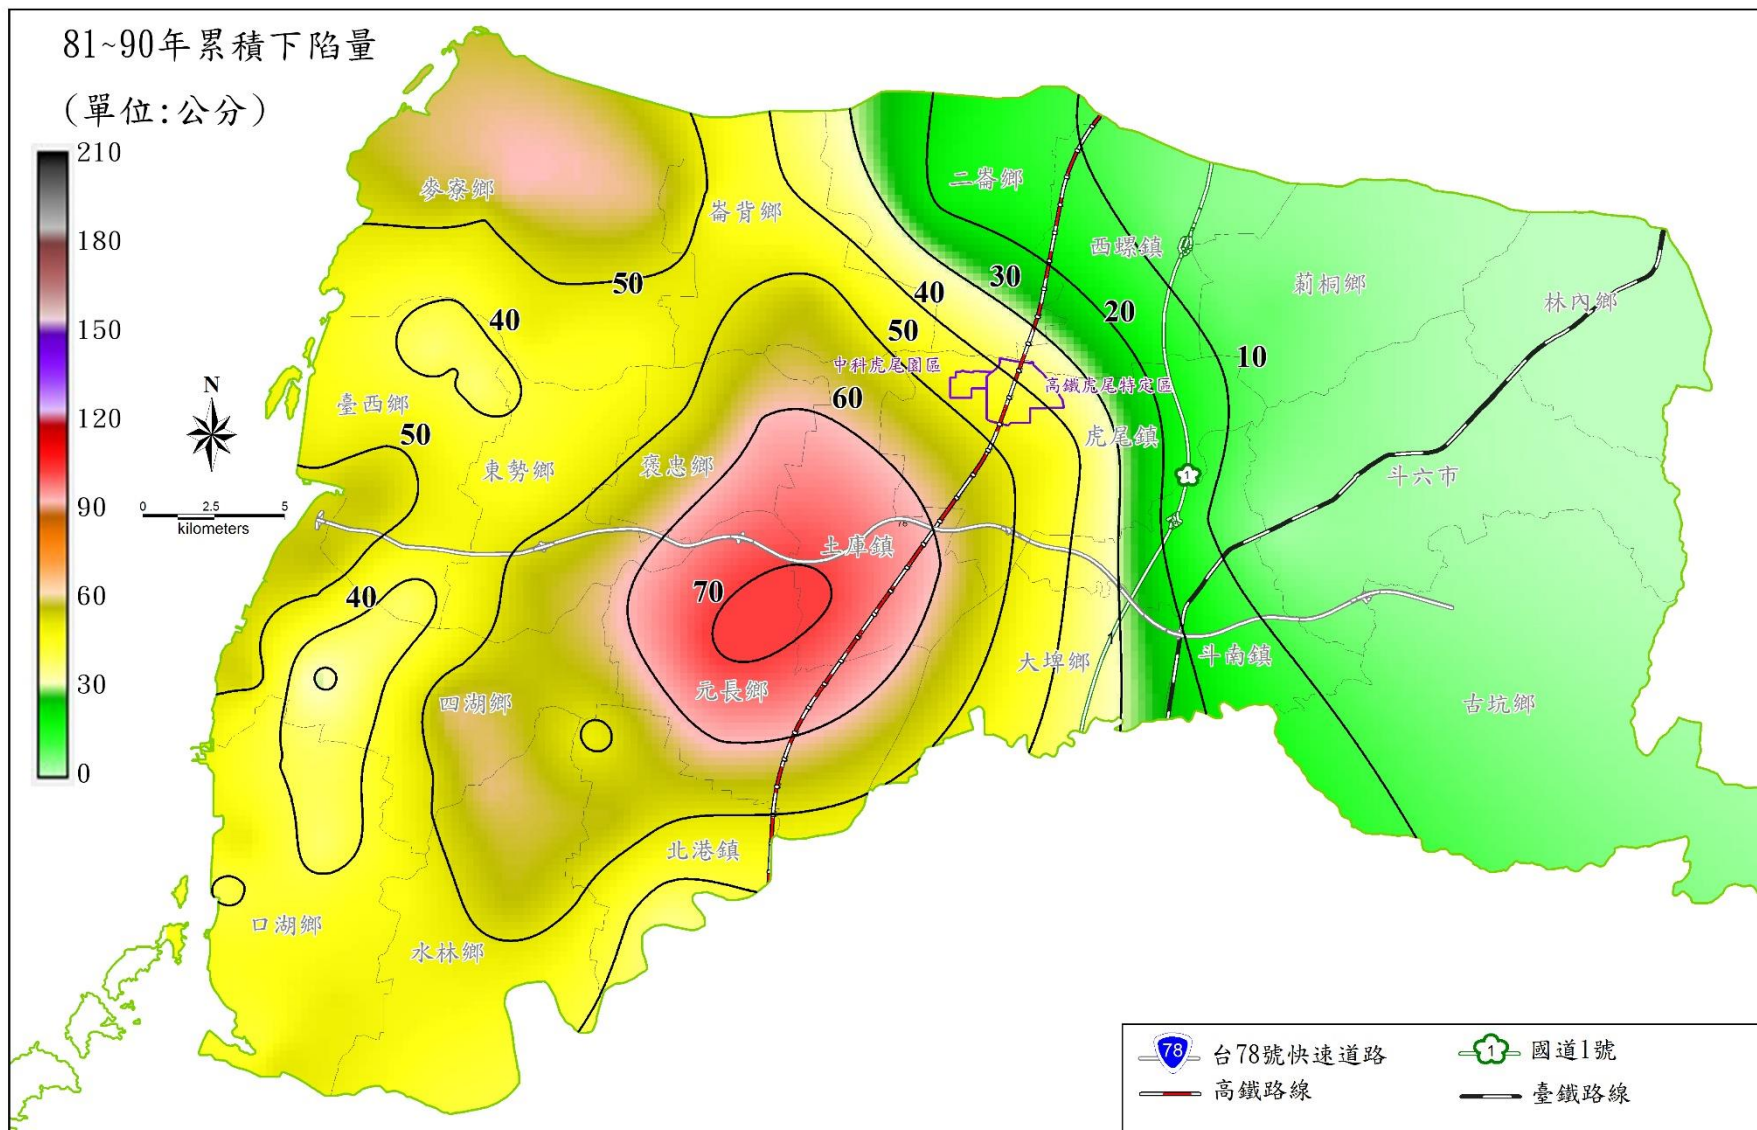 81~90年累積下陷量
(單位:公分)
210
180
150
120
90
60
30
0
N
0 2.5 5
kilometers
麥寮鄉
崙背鄉
二崙鄉
西螺鎮
莿桐鄉
林內鄉
50
40
30
20
10
40
50
60
中科虎尾園區
高鐵虎尾特定區
臺西鄉
50
東勢鄉
褒忠鄉
虎尾鎮
斗六市
1
78
土庫鎮
40
70
元長鄉
大埤鄉
斗南鎮
四湖鄉
古坑鄉
北港鎮
口湖鄉
水林鄉
78 台78號快速道路
1 國道1號
高鐵路線
臺鐵路線